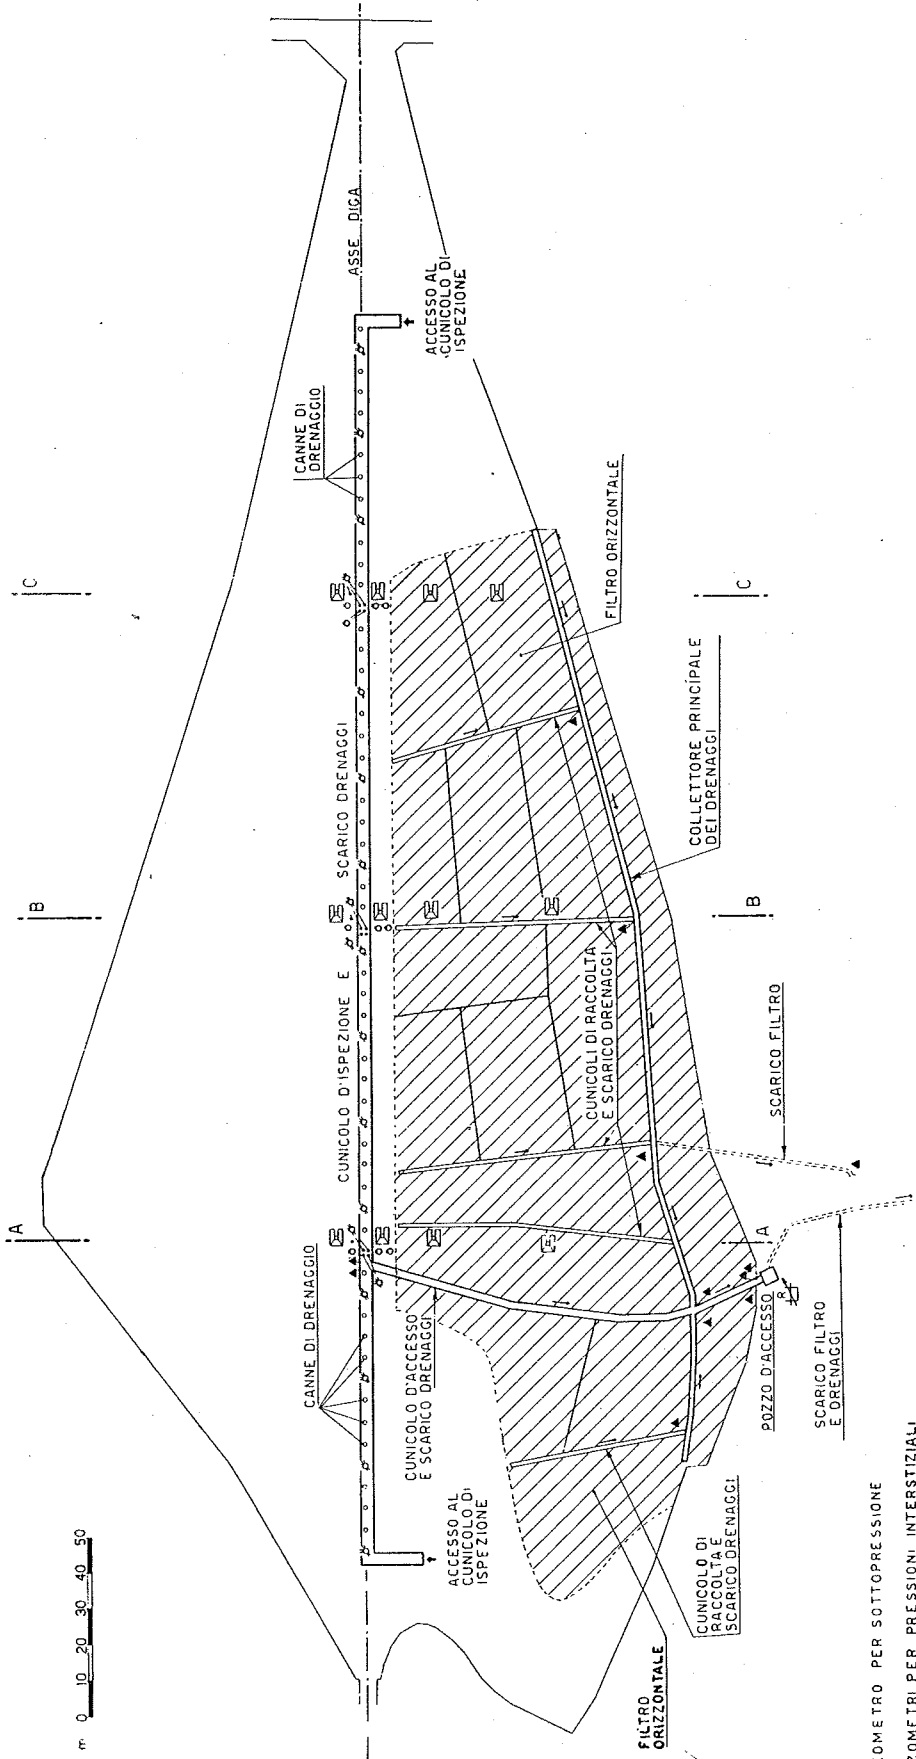 A
B
C
ASSE DIGA
CANNE DI
DRENAGGIO
ACCESSO AL
CUNICOLO DI
ISPEZIONE
CUNICOLO D'ISPEZIONE E SCARICO DRENAGGI
CANNE DI DRENAGGIO
FILTRO ORIZZONTALE
COLLETTORE PRINCIPALE
DEI DRENAGGI
CUNICOLI DI RACCOLTA
E SCARICO DRENAGGI
CUNICOLO D'ACCESSO
E SCARICO DRENAGGI
ACCESSO AL
CUNICOLO DI
ISPEZIONE
m 0 10 20 30 40 50
A
B
C
SCARICO FILTRO
POZZO D'ACCESSO
R
SCARICO FILTRO
E DRENAGGI
CUNICOLO DI
RACCOLTA E
SCARICO DRENAGGI
FILTRO
ORIZZONTALE
OMETRO PER SOTTOPRESSIONE
ZOMETRI PER PRESSIONI INTERSTIZIALI